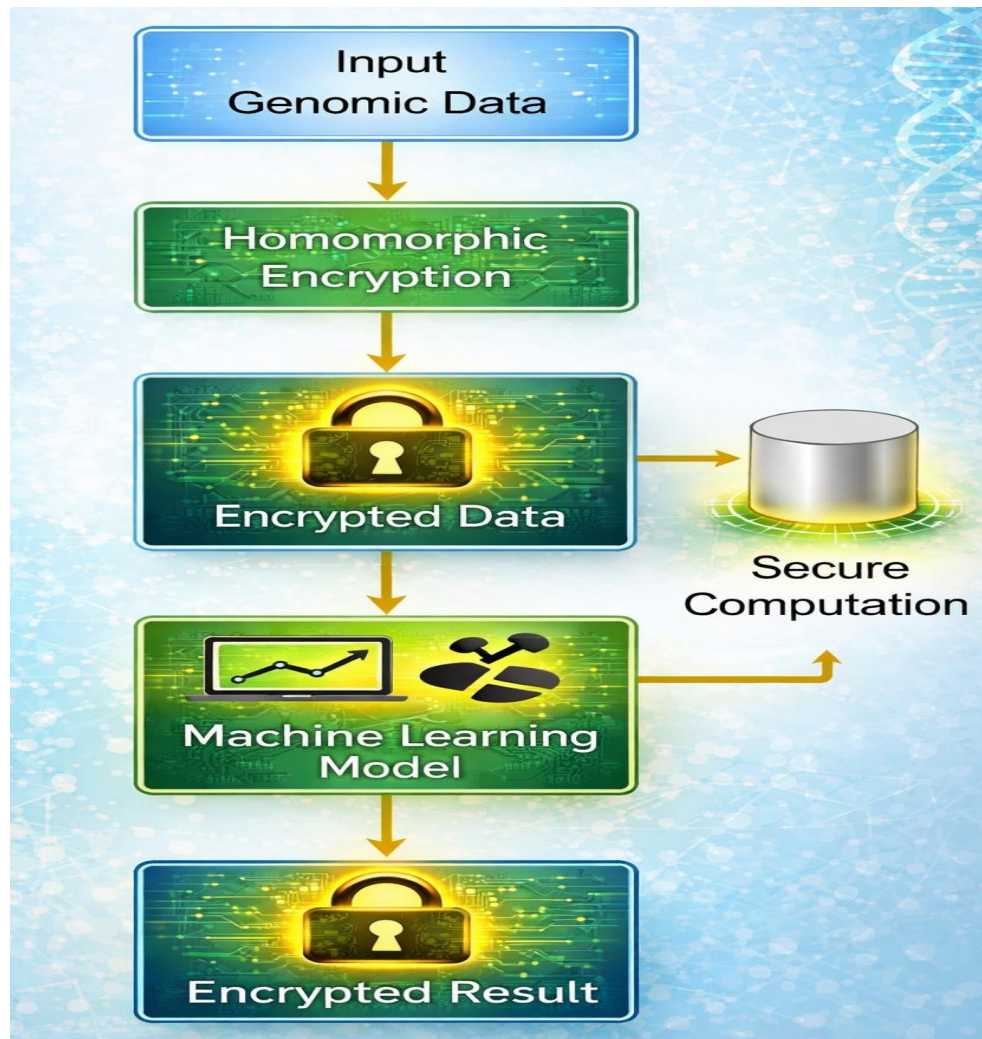 Input
Genomic Data
Homomorphic
Encryption
Encrypted Data
Secure
Computation
Machine Learning
Model
Encrypted Result